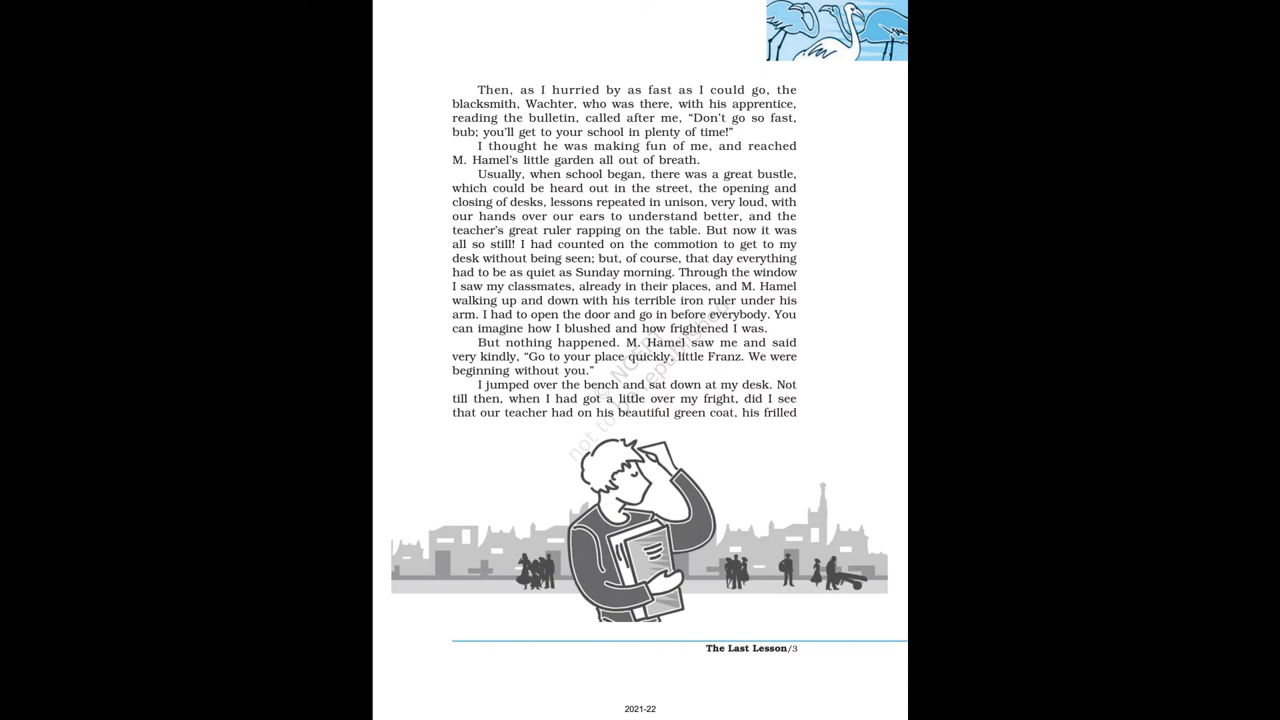 Then, as I hurried by as fast as I could go, the
blacksmith, Wachter, who was there, with his apprentice,
reading the bulletin, called after me, “Don’t go so fast,
bub; you’ll get to your school in plenty of time!”
I thought he was making fun of me, and reached
M. Hamel’s little garden all out of breath.
Usually, when school began, there was a great bustle,
which could be heard out in the street, the opening and
closing of desks, lessons repeated in unison, very loud, with
our hands over our ears to understand better, and the
teacher’s great ruler rapping on the table. But now it was
all so still! I had counted on the commotion to get to my
desk without being seen; but, of course, that day everything
had to be as quiet as Sunday morning. Through the window
I saw my classmates, already in their places, and M. Hamel
walking up and down with his terrible iron ruler under his
arm. I had to open the door and go in before everybody. You
can imagine how I blushed and how frightened I was.
But nothing happened. M. Hamel saw me and said
very kindly, “Go to your place quickly, little Franz. We were
beginning without you.”
I jumped over the bench and sat down at my desk. Not
till then, when I had got a little over my fright, did I see
that our teacher had on his beautiful green coat, his frilled
© NCERT
not to be republished
The Last Lesson/3
2021-22